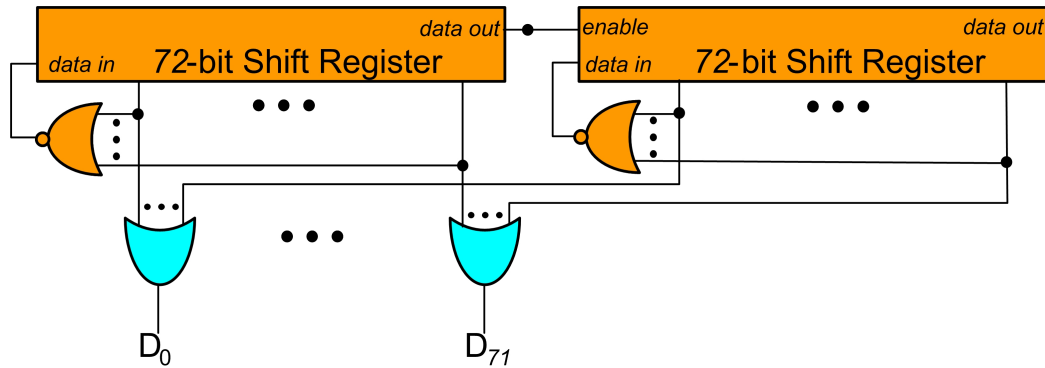 data out
data in
72-bit Shift Register
enable
data out
data in
72-bit Shift Register
D0
D71